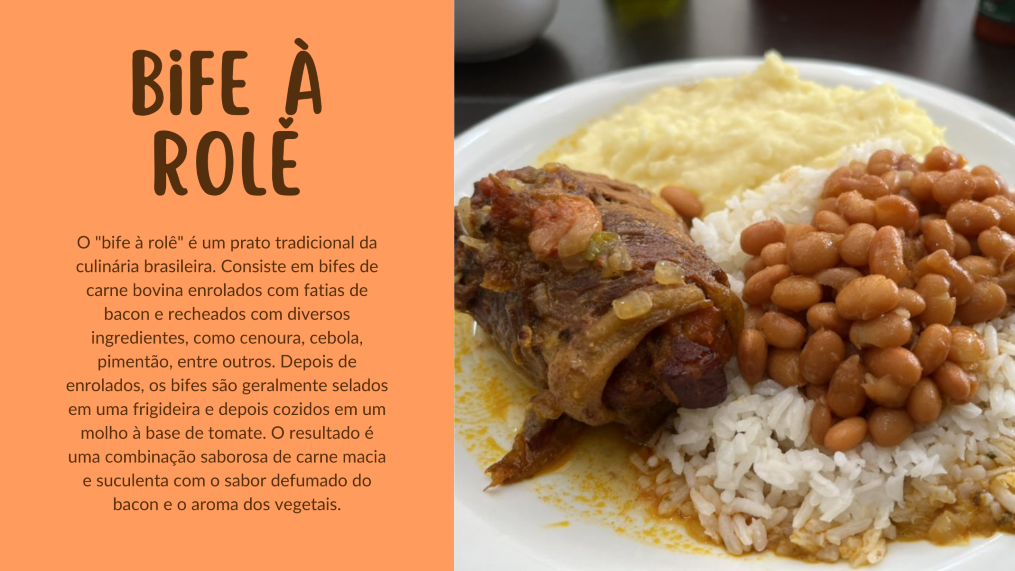 BIFE À
ROLÊ
O "bife à rolê" é um prato tradicional da
culinária brasileira. Consiste em bifes de
carne bovina enrolados com fatias de
bacon e recheados com diversos
ingredientes, como cenoura, cebola,
pimentão, entre outros. Depois de
enrolados, os bifes são geralmente selados
em uma frigideira e depois cozidos em um
molho à base de tomate. O resultado é
uma combinação saborosa de carne macia
e suculenta com o sabor defumado do
bacon e o aroma dos vegetais.